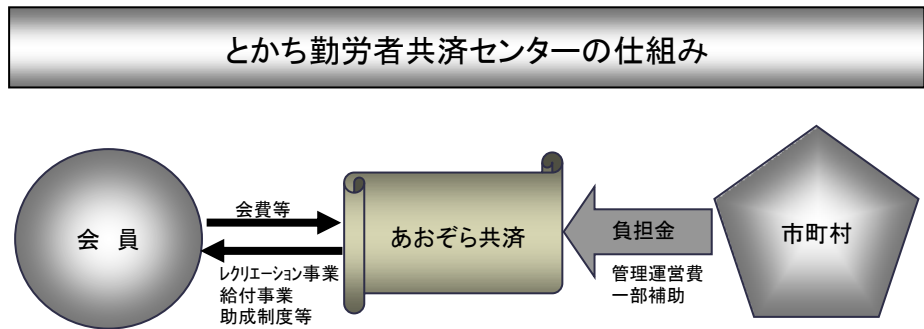 とかち勤労者共済センターの仕組み
会費等
会　員
あおぞら共済
負担金
市町村
レクリエーション事業
給付事業
助成制度等
管理運営費
一部補助